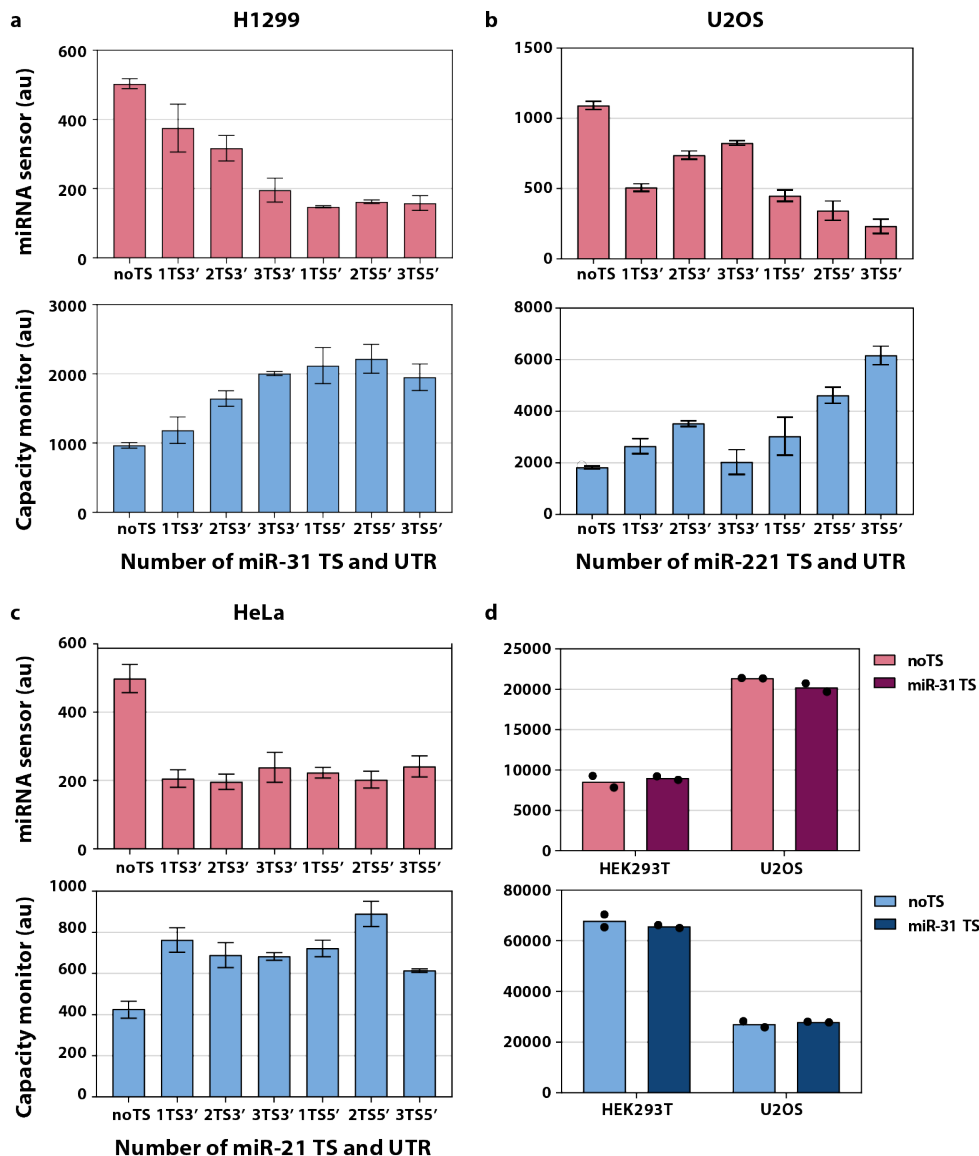 a
H1299
miRNA sensor (au)
600
400
200
0
noTS 1TS3′ 2TS3′ 3TS3′ 1TS5′ 2TS5′ 3TS5′
Capacity monitor (au)
3000
2000
1000
0
noTS 1TS3′ 2TS3′ 3TS3′ 1TS5′ 2TS5′ 3TS5′
Number of miR-31 TS and UTR
b
U2OS
1500
1000
500
0
noTS 1TS3′ 2TS3′ 3TS3′ 1TS5′ 2TS5′ 3TS5′
8000
6000
4000
2000
0
noTS 1TS3′ 2TS3′ 3TS3′ 1TS5′ 2TS5′ 3TS5′
Number of miR-221 TS and UTR
c
HeLa
miRNA sensor (au)
600
400
200
0
noTS 1TS3′ 2TS3′ 3TS3′ 1TS5′ 2TS5′ 3TS5′
Capacity monitor (au)
1000
800
600
400
200
0
noTS 1TS3′ 2TS3′ 3TS3′ 1TS5′ 2TS5′ 3TS5′
Number of miR-21 TS and UTR
d
25000
20000
15000
10000
5000
0
HEK293T U2OS
noTS
miR-31 TS
80000
60000
40000
20000
0
HEK293T U2OS
noTS
miR-31 TS